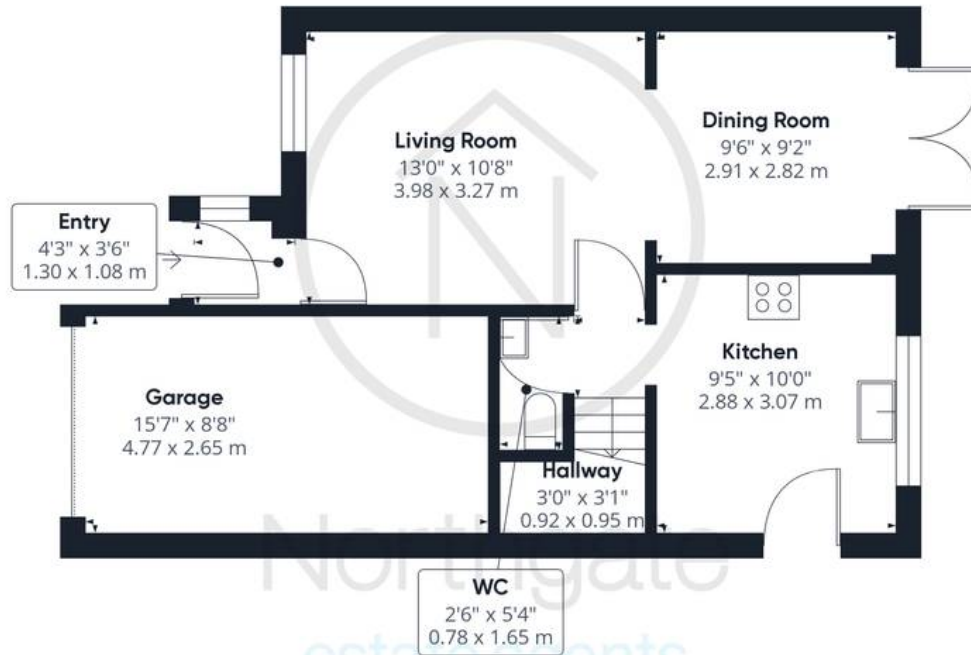 Living Room
13'0" x 10'8"
3.98 x 3.27 m
Dining Room
9'6" x 9'2"
2.91 x 2.82 m
Entry
4'3" x 3'6"
1.30 x 1.08 m
Kitchen
9'5" x 10'0"
2.88 x 3.07 m
Garage
15'7" x 8'8"
4.77 x 2.65 m
Hallway
3'0" x 3'1"
0.92 x 0.95 m
Northgate
WC
2'6" x 5'4"
0.78 x 1.65 m
estate agents